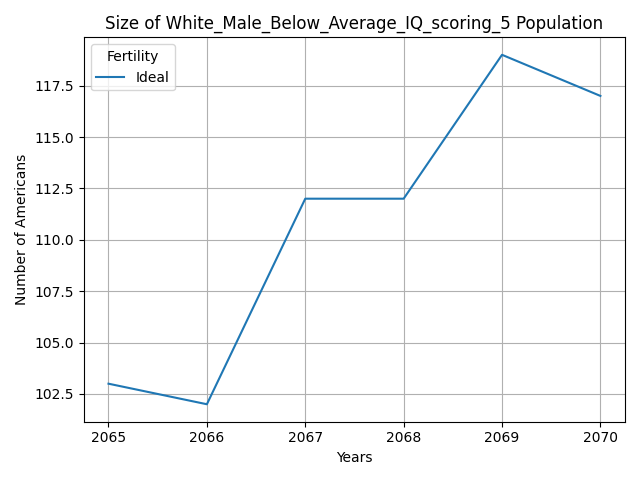 Size of White_Male_Below_Average_IQ_scoring_5 Population
Fertility
Ideal
117.5
115.0
112.5
110.0
107.5
105.0
102.5
Number of Americans
2065 2066 2067 2068 2069 2070
Years